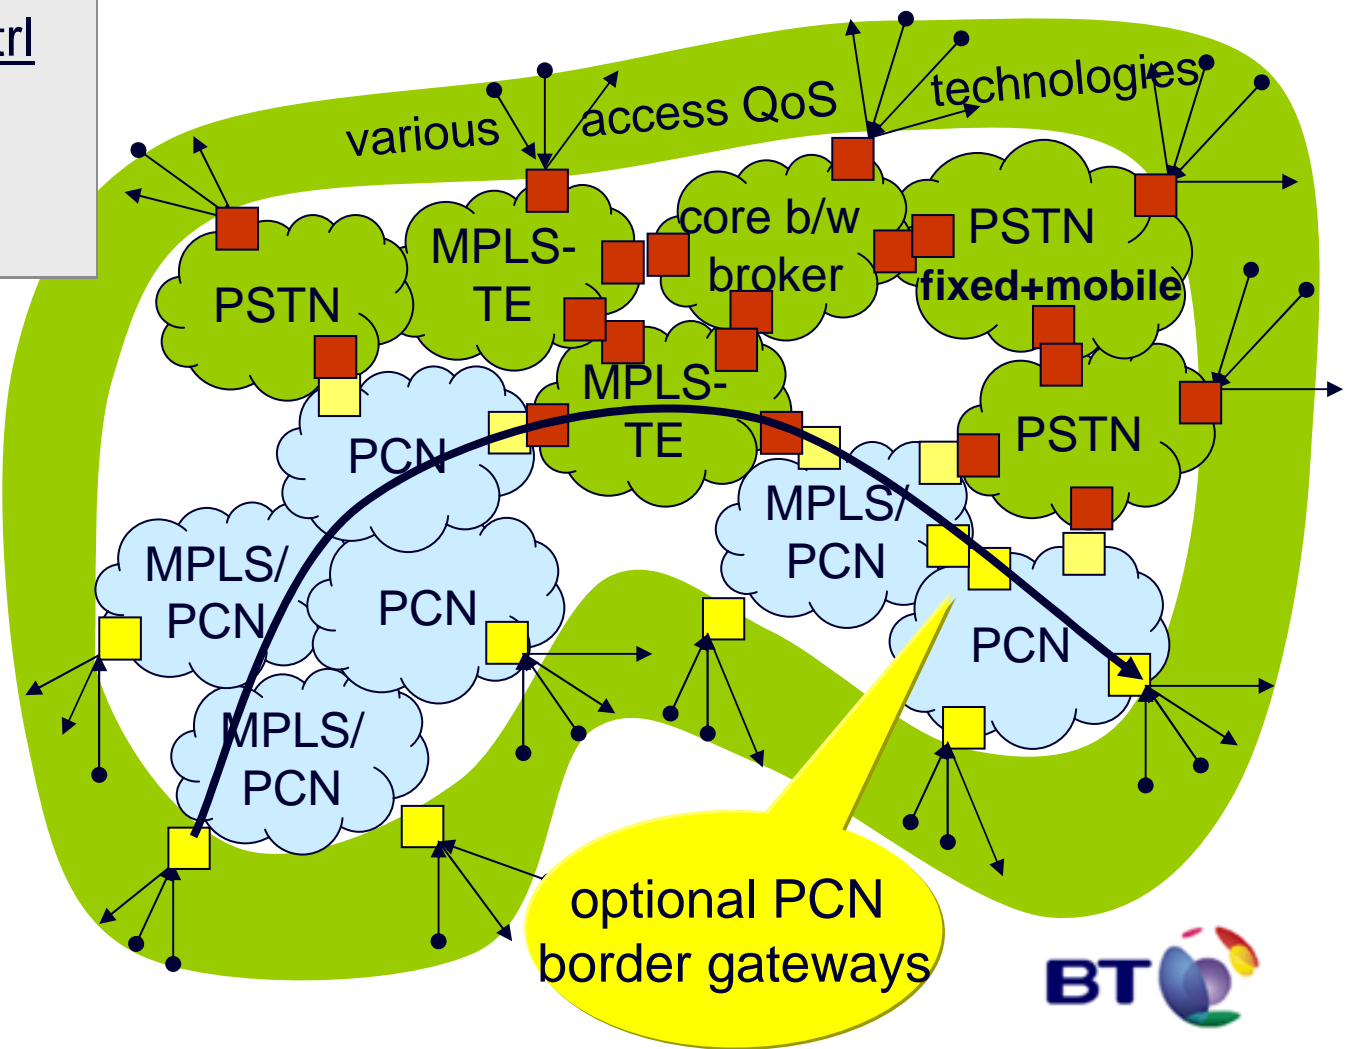 trl
various access QoS technologies
MPLS-
TE
core b/w
broker
PSTN
fixed+mobile
PSTN
MPLS-
TE
PSTN
PCN
MPLS/
PCN
MPLS/
PCN
PCN
PCN
MPLS/
PCN
optional PCN
border gateways
BT